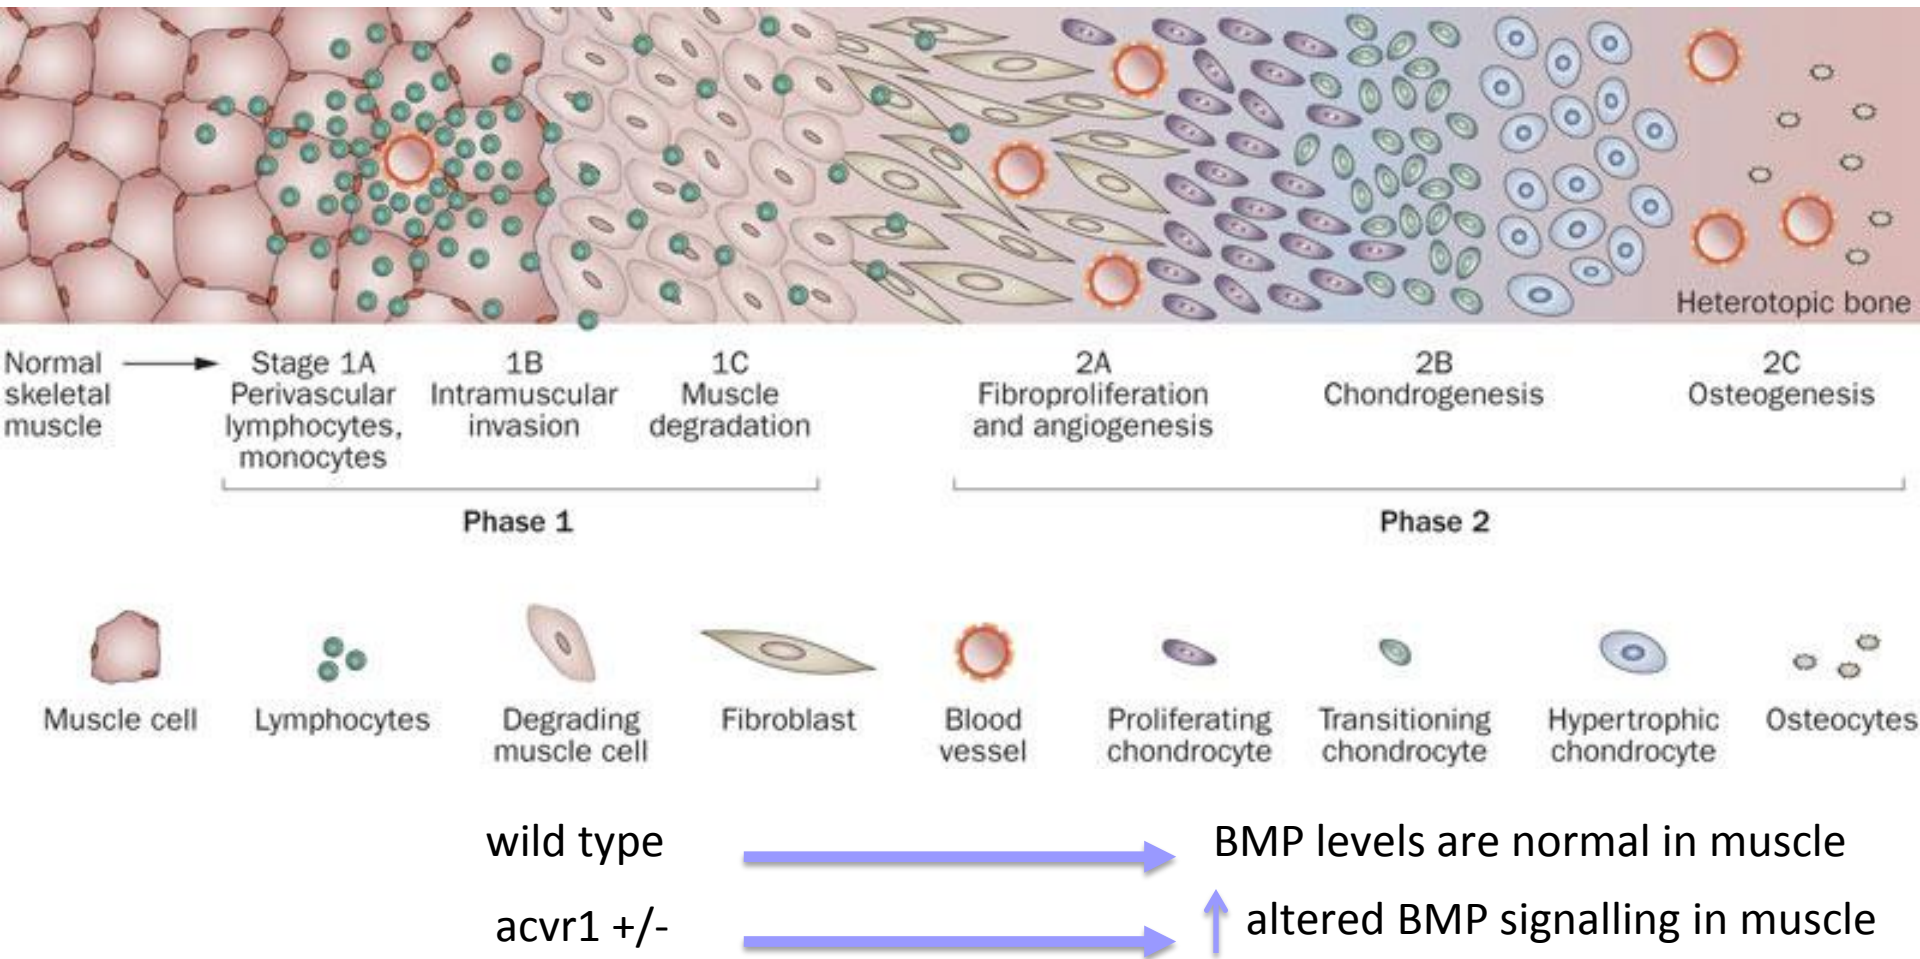 Heterotopic bone
Normal
skeletal
muscle
Stage 1A
Perivascular
lymphocytes,
monocytes
1B
Intramuscular
invasion
1C
Muscle
degradation
2A
Fibroproliferation
and angiogenesis
2B
Chondrogenesis
2C
Osteogenesis
Phase 1
Phase 2
Muscle cell
Lymphocytes
Degrading
muscle cell
Fibroblast
Blood
vessel
Proliferating
chondrocyte
Transitioning
chondrocyte
Hypertrophic
chondrocyte
Osteocytes
wild type
BMP levels are normal in muscle
acvr1 +/-
altered BMP signalling in muscle